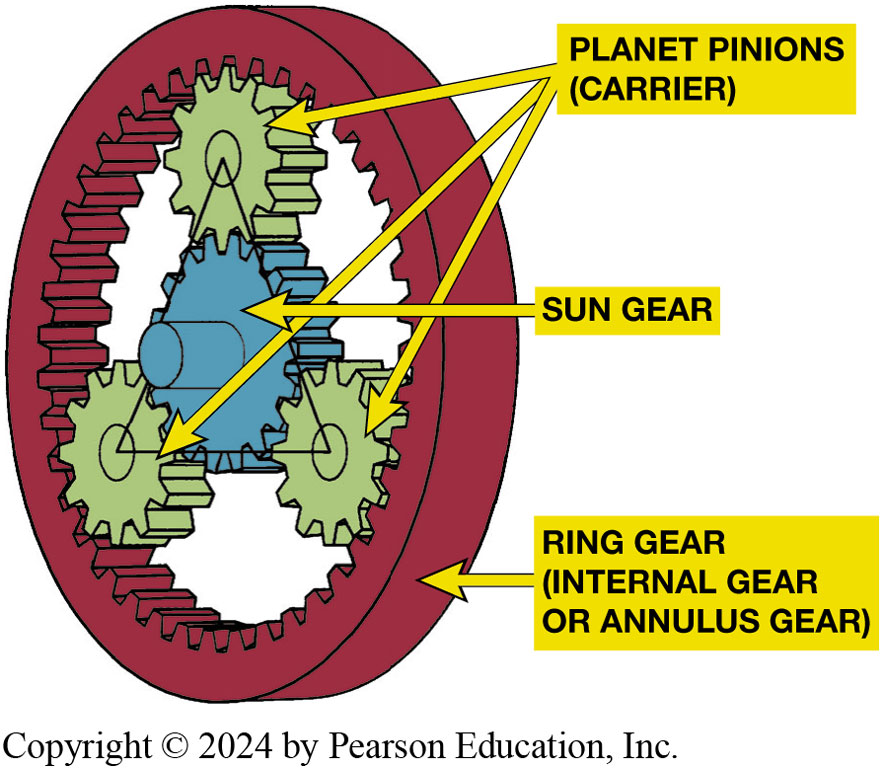 PLANET PINIONS
(CARRIER)
SUN GEAR
RING GEAR
(INTERNAL GEAR
OR ANNULUS GEAR)
Copyright © 2024 by Pearson Education, Inc.